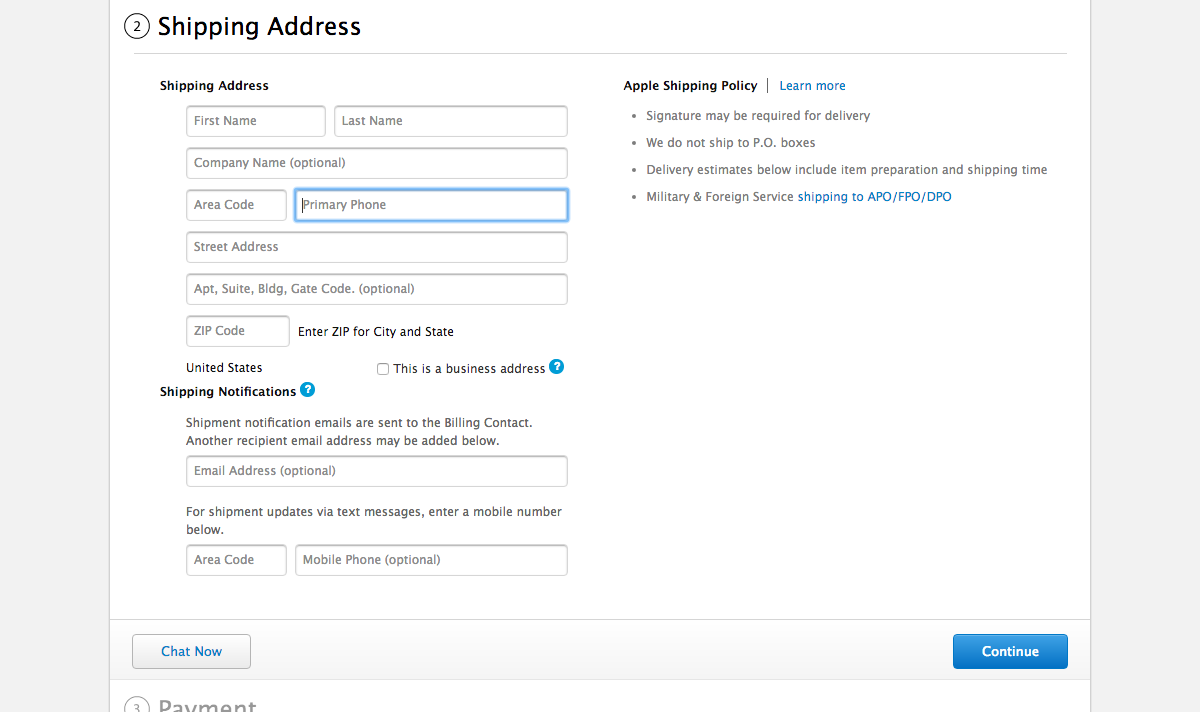 2 Shipping Address
Shipping Address
First Name Last Name
Company Name (optional)
Area Code Primary Phone
Street Address
Apt, Suite, Bldg, Gate Code. (optional)
ZIP Code Enter ZIP for City and State
United States This is a business address ?
Shipping Notifications ?
Shipment notification emails are sent to the Billing Contact.
Another recipient email address may be added below.
Email Address (optional)
For shipment updates via text messages, enter a mobile number
below.
Area Code Mobile Phone (optional)
Apple Shipping Policy | Learn more
• Signature may be required for delivery
• We do not ship to P.O. boxes
• Delivery estimates below include item preparation and shipping time
• Military & Foreign Service shipping to APO/FPO/DPO
Chat Now Continue
3 Payment